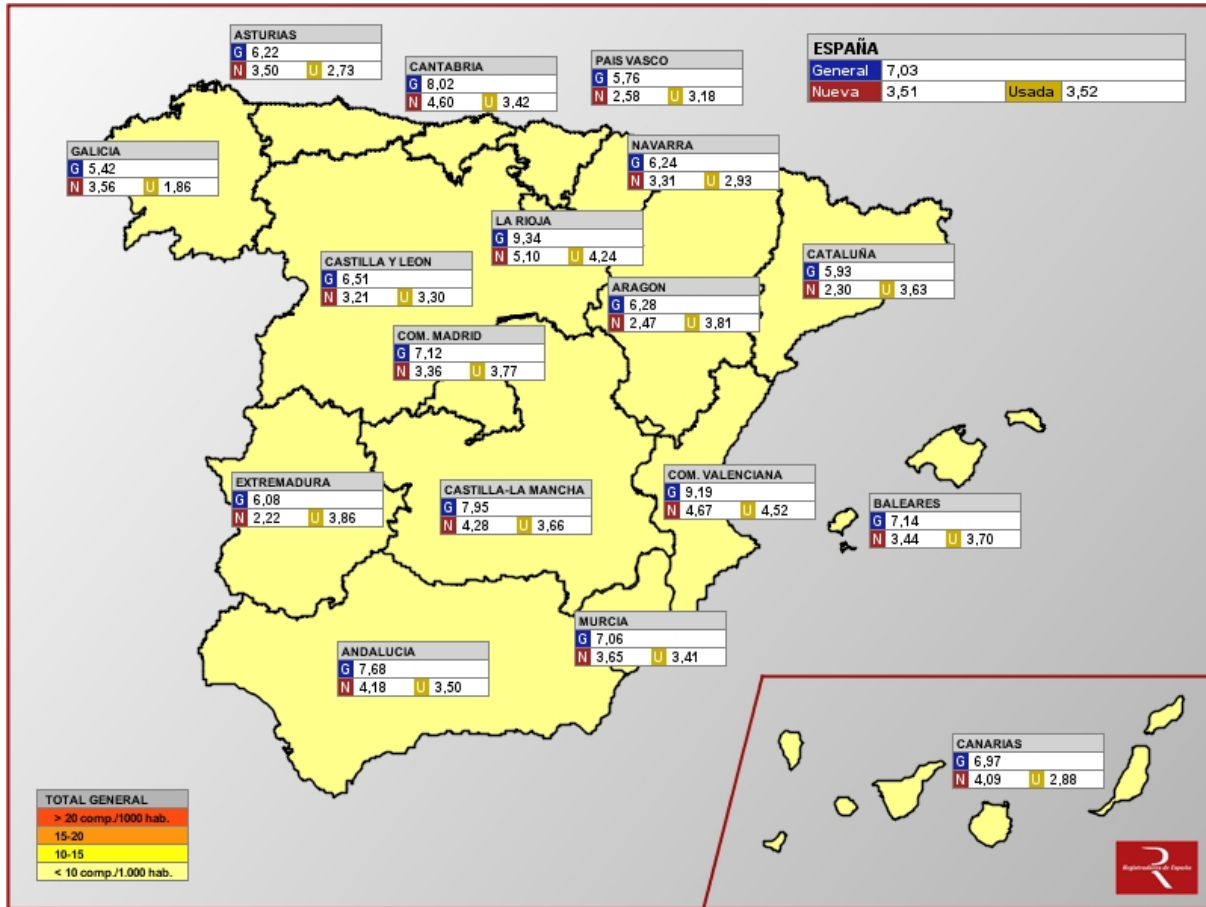 ASTURIAS
G 6,22
N 3,50 U 2,73
CANTABRIA
G 8,02
N 4,60 U 3,42
PAIS VASCO
G 5,76
N 2,58 U 3,18
ESPAÑA
General 7,03
Nueva 3,51 Usada 3,52
GALICIA
G 5,42
N 3,56 U 1,86
NAVARRA
G 6,24
N 3,31 U 2,93
LA RIOJA
G 9,34
N 5,10 U 4,24
CASTILLA Y LEON
G 6,51
N 3,21 U 3,30
CATALUÑA
G 5,93
N 2,30 U 3,63
ARAGON
G 6,28
N 2,47 U 3,81
COM. MADRID
G 7,12
N 3,36 U 3,77
EXTREMADURA
G 6,08
N 2,22 U 3,86
CASTILLA-LA MANCHA
G 7,95
N 4,28 U 3,66
COM. VALENCIANA
G 9,19
N 4,67 U 4,52
BALEARES
G 7,14
N 3,44 U 3,70
MURCIA
G 7,06
N 3,65 U 3,41
ANDALUCIA
G 7,68
N 4,18 U 3,50
CANARIAS
G 6,97
N 4,09 U 2,88
TOTAL GENERAL
> 20 comp./1000 hab.
15-20
10-15
< 10 comp./1.000 hab.
R
Registradores de España